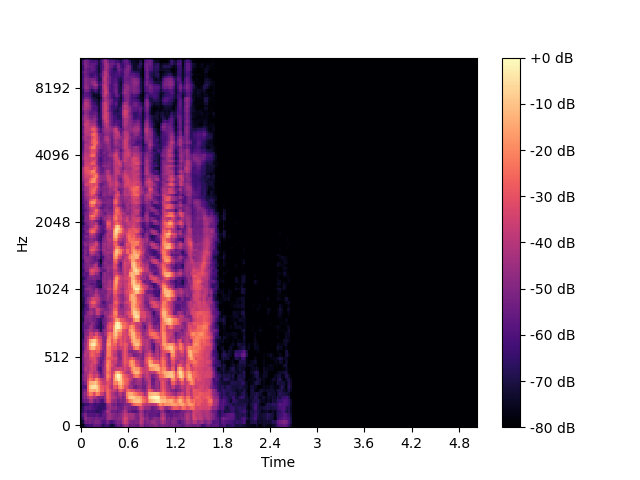 +0 dB
8192
-10 dB
4096
-20 dB
-30 dB
2048
Hz
-40 dB
1024
-50 dB
-60 dB
512
-70 dB
0
-80 dB
0 0.6 1.2 1.8 2.4 3 3.6 4.2 4.8
Time